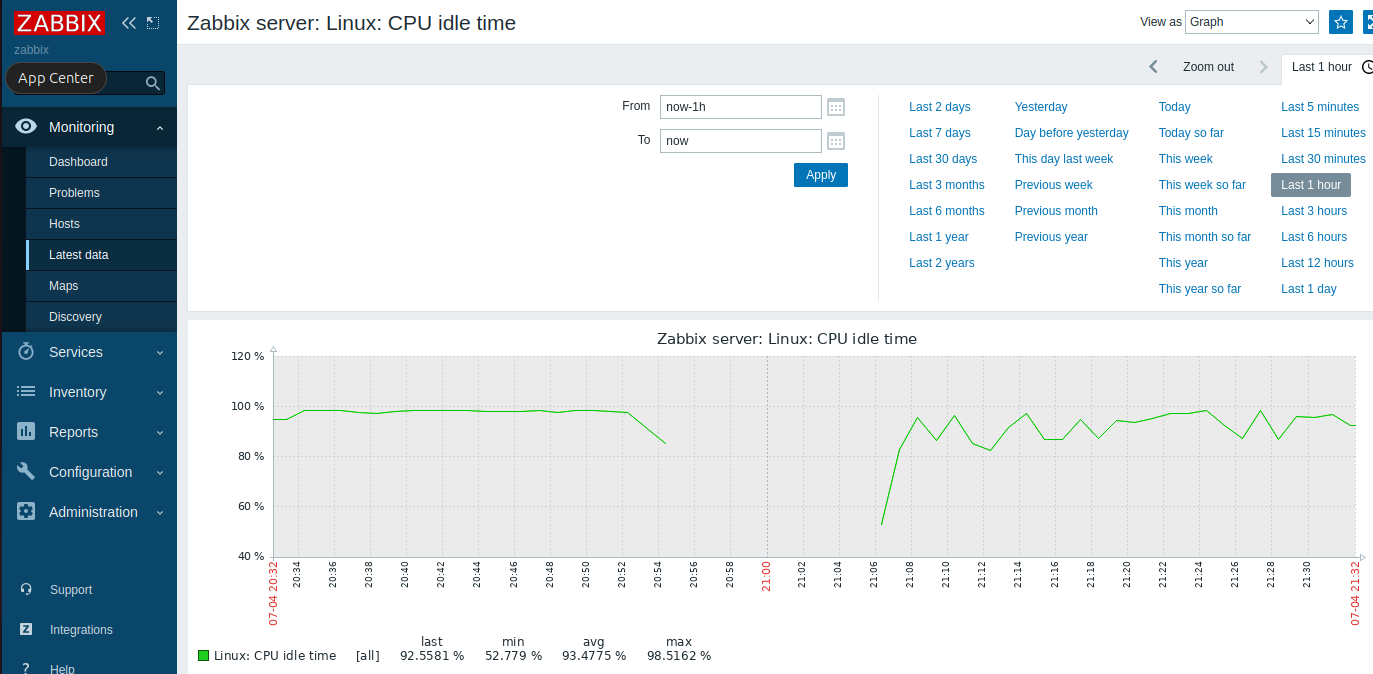 ZABBIX
zabbix
App Center
Monitoring
Dashboard
Problems
Hosts
Latest data
Maps
Discovery
Services
Inventory
Reports
Configuration
Administration
Support
Z Integrations
? Help
Zabbix server: Linux: CPU idle time
View as Graph
Zoom out
Last 1 hour
From now-1h
To now
Apply
Last 2 days Yesterday Today Last 5 minutes
Last 7 days Day before yesterday Today so far Last 15 minutes
Last 30 days This day last week This week Last 30 minutes
Last 3 months Previous week This week so far Last 1 hour
Last 6 months Previous month This month Last 3 hours
Last 1 year Previous year This month so far Last 6 hours
Last 2 years This year Last 12 hours
This year so far Last 1 day
Zabbix server: Linux: CPU idle time
120 %
100 %
80 %
60 %
40 %
07-04 20:32 20:34 20:36 20:38 20:40 20:42 20:44 20:46 20:48 20:50 20:52 20:54 20:56 20:58 21:00 21:02 21:04 21:06 21:08 21:10 21:12 21:14 21:16 21:18 21:20 21:22 21:24 21:26 21:28 21:30 07-04 21:32
last min avg max
Linux: CPU idle time [all] 92.5581 % 52.779 % 93.4775 % 98.5162 %